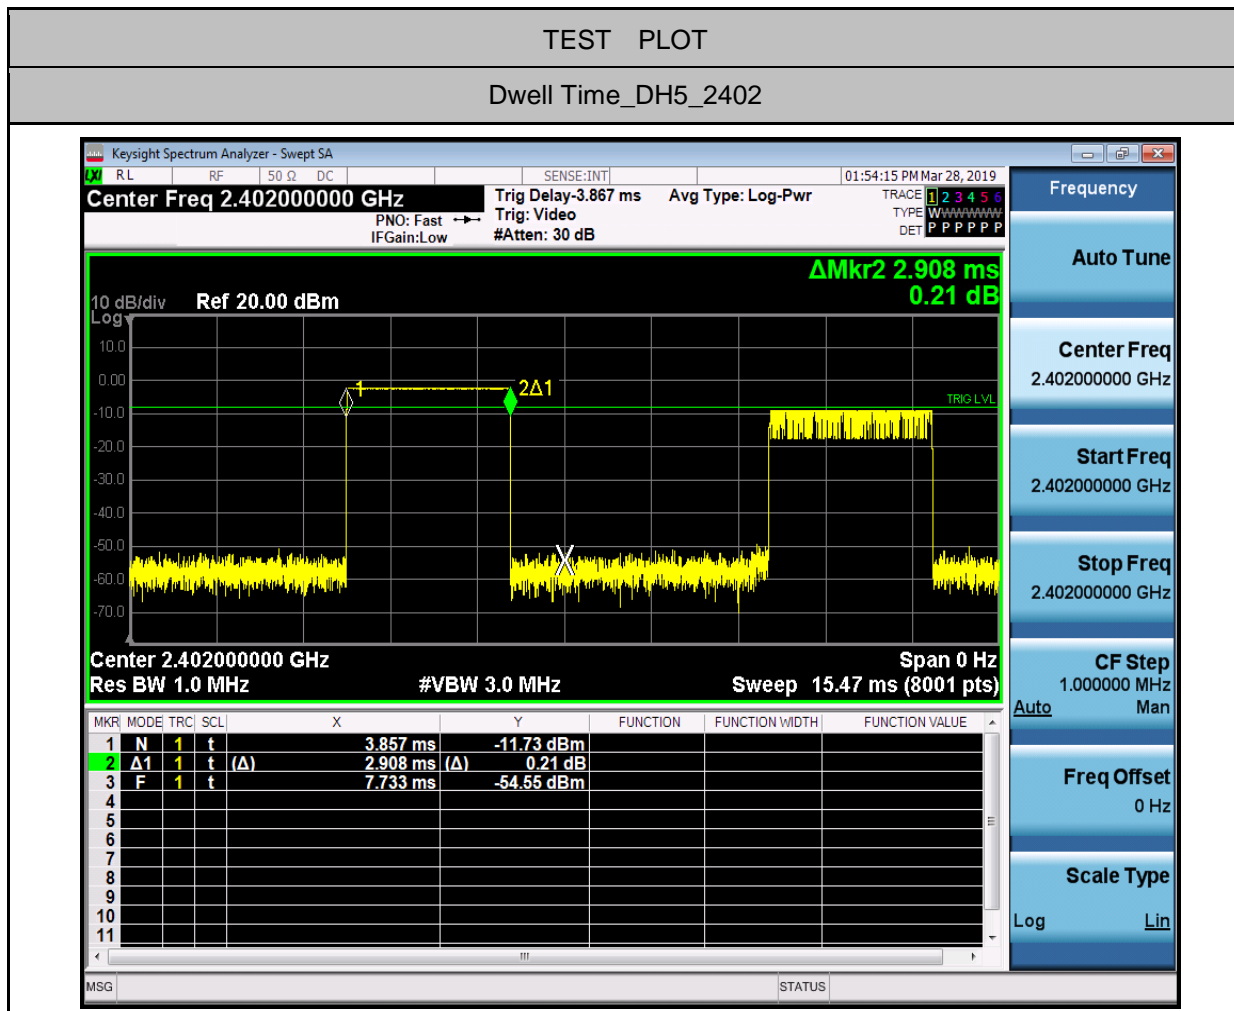 TEST PLOT
Dwell Time_DH5_2402
Keysight Spectrum Analyzer - Swept SA
LXI RL RF 50 Ω DC SENSE:INT 01:54:15 PM Mar 28, 2019
Center Freq 2.402000000 GHz
PNO: Fast
IFGain:Low
Trig Delay-3.867 ms
Trig: Video
#Atten: 30 dB
Avg Type: Log-Pwr
TRACE 1 2 3 4 5 6
TYPE WWWWWW
DET P P P P P P
ΔMkr2 2.908 ms
0.21 dB
10 dB/div Ref 20.00 dBm
Log
10.0
0.00
-10.0
-20.0
-30.0
-40.0
-50.0
-60.0
-70.0
1
2Δ1
TRIG LVL
X
Center 2.402000000 GHz Span 0 Hz
Res BW 1.0 MHz #VBW 3.0 MHz Sweep 15.47 ms (8001 pts)
MKR MODE TRC SCL X Y FUNCTION FUNCTION WIDTH FUNCTION VALUE
1 N 1 t 3.857 ms -11.73 dBm
2 Δ1 1 t (Δ) 2.908 ms (Δ) 0.21 dB
3 F 1 t 7.733 ms -54.55 dBm
4
5
6
7
8
9
10
11
MSG STATUS
Frequency
Auto Tune
Center Freq
2.402000000 GHz
Start Freq
2.402000000 GHz
Stop Freq
2.402000000 GHz
CF Step
1.000000 MHz
Auto Man
Freq Offset
0 Hz
Scale Type
Log Lin